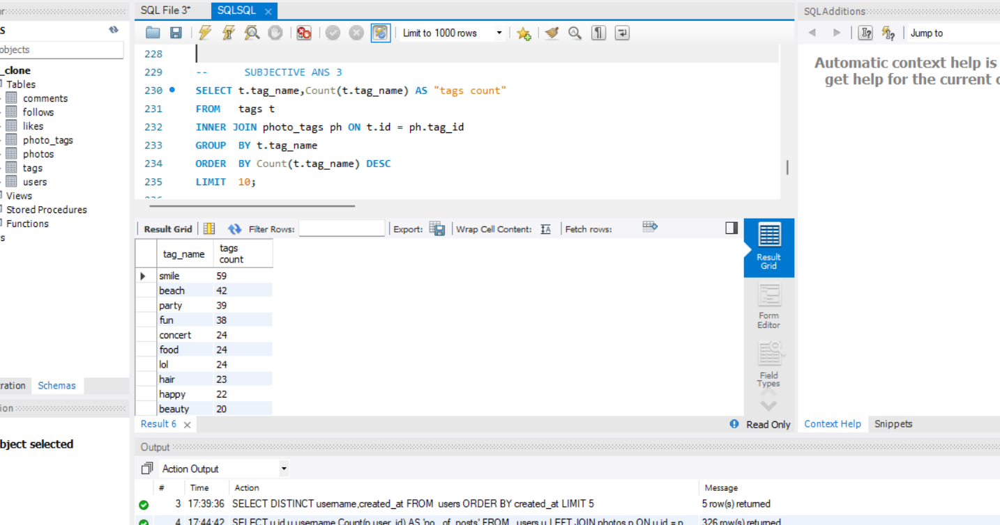 SQL File 3*
SQLSQL
SQLAdditions
Limit to 1000 rows
Jump to
objects
_clone
Tables
comments
follows
likes
photo_tags
photos
tags
users
Views
Stored Procedures
Functions
228
229 -- SUBJECTIVE ANS 3
230 SELECT t.tag_name,Count(t.tag_name) AS "tags count"
231 FROM tags t
232 INNER JOIN photo_tags ph ON t.id = ph.tag_id
233 GROUP BY t.tag_name
234 ORDER BY Count(t.tag_name) DESC
235 LIMIT 10;
Automatic context help is
get help for the current
Result Grid
Filter Rows:
Export:
Wrap Cell Content:
Fetch rows:
tag_name tags count
smile 59
beach 42
party 39
fun 38
concert 24
food 24
lol 24
hair 23
happy 22
beauty 20
Result Grid
Form Editor
Field Types
ration
Schemas
Result 6
Read Only
Context Help
Snippets
bject selected
Output
Action Output
# Time Action Message
3 17:39:36 SELECT DISTINCT username,created_at FROM users ORDER BY created_at LIMIT 5 5 row(s) returned
4 17:44:42 SELECT u.id,u.username,Count(p.user_id) AS 'no_of_posts' FROM users u LEFT JOIN photos p ON u.id = p 326 row(s) returned